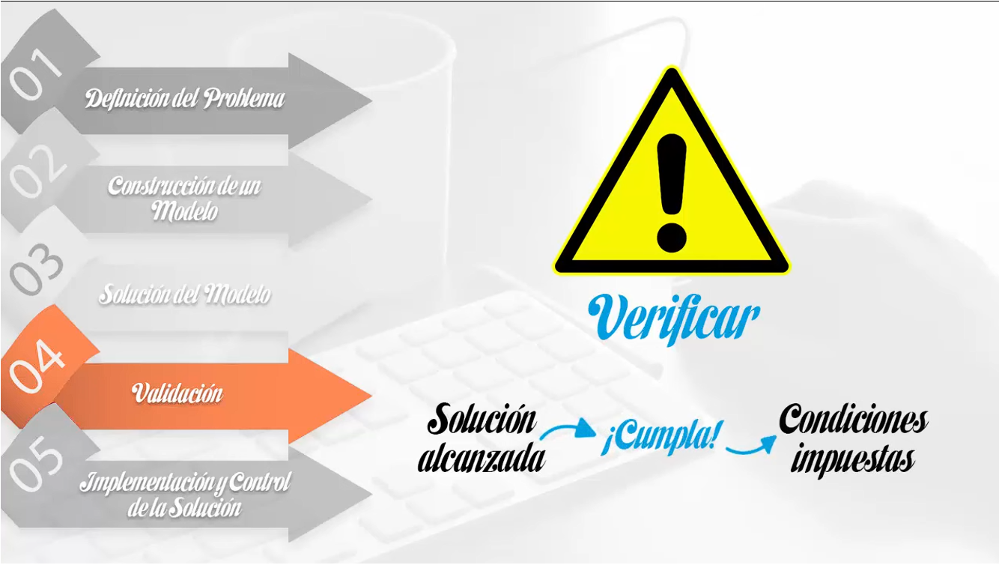 01
Definición del Problema
02
Construcción de un
Modelo
03
Solución del Modelo
04
Validación
05
Implementación y Control
de la Solución
Verificar
Solución
alcanzada
¡Cumpla!
Condiciones
impuestas